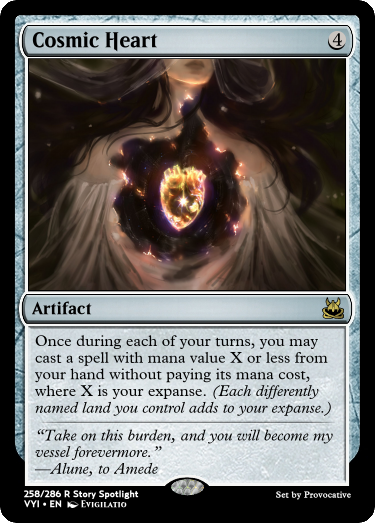 Cosmic Heart 4
Artifact
Once during each of your turns, you may
cast a spell with mana value X or less from
your hand without paying its mana cost,
where X is your expanse. (Each differently
named land you control adds to your expanse.)
“Take on this burden, and you will become my
vessel forevermore.”
—Alune, to Amede
258/286 R Story Spotlight
VYI • EN Evigilatio
Set by Provocative